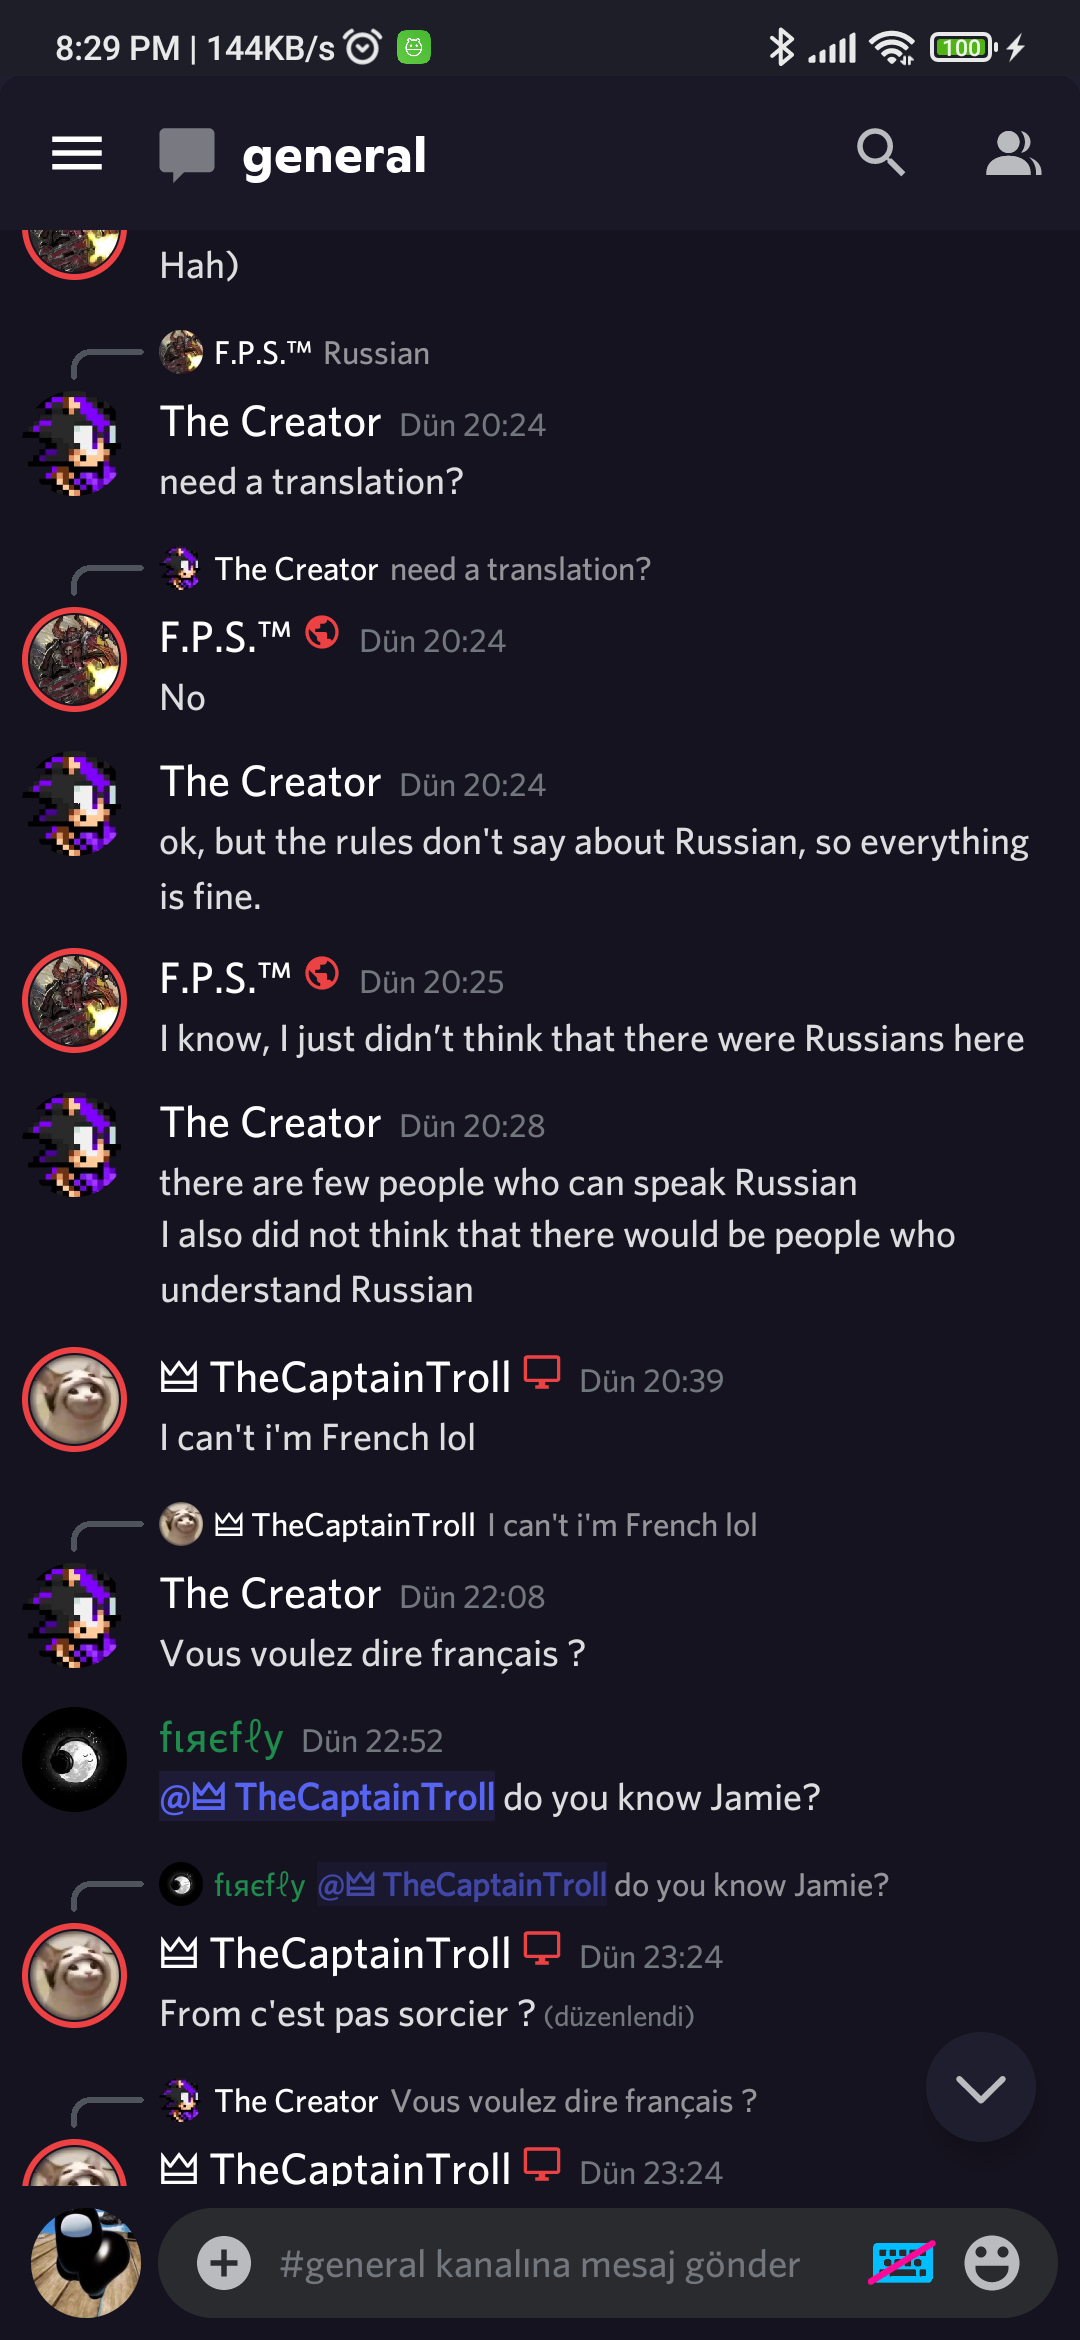 8:29 PM | 144KB/s
100
general
Hah)
F.P.S.™ Russian
The Creator Dün 20:24
need a translation?
The Creator need a translation?
F.P.S.™ Dün 20:24
No
The Creator Dün 20:24
ok, but the rules don't say about Russian, so everything
is fine.
F.P.S.™ Dün 20:25
I know, I just didn’t think that there were Russians here
The Creator Dün 20:28
there are few people who can speak Russian
I also did not think that there would be people who
understand Russian
TheCaptainTroll Dün 20:39
I can't i'm French lol
TheCaptainTroll I can't i'm French lol
The Creator Dün 22:08
Vous voulez dire français ?
fιяєfℓy Dün 22:52
@ TheCaptainTroll do you know Jamie?
fιяєfℓy @ TheCaptainTroll do you know Jamie?
TheCaptainTroll Dün 23:24
From c'est pas sorcier ? (düzenlendi)
The Creator Vous voulez dire français ?
TheCaptainTroll Dün 23:24
#general kanalına mesaj gönder